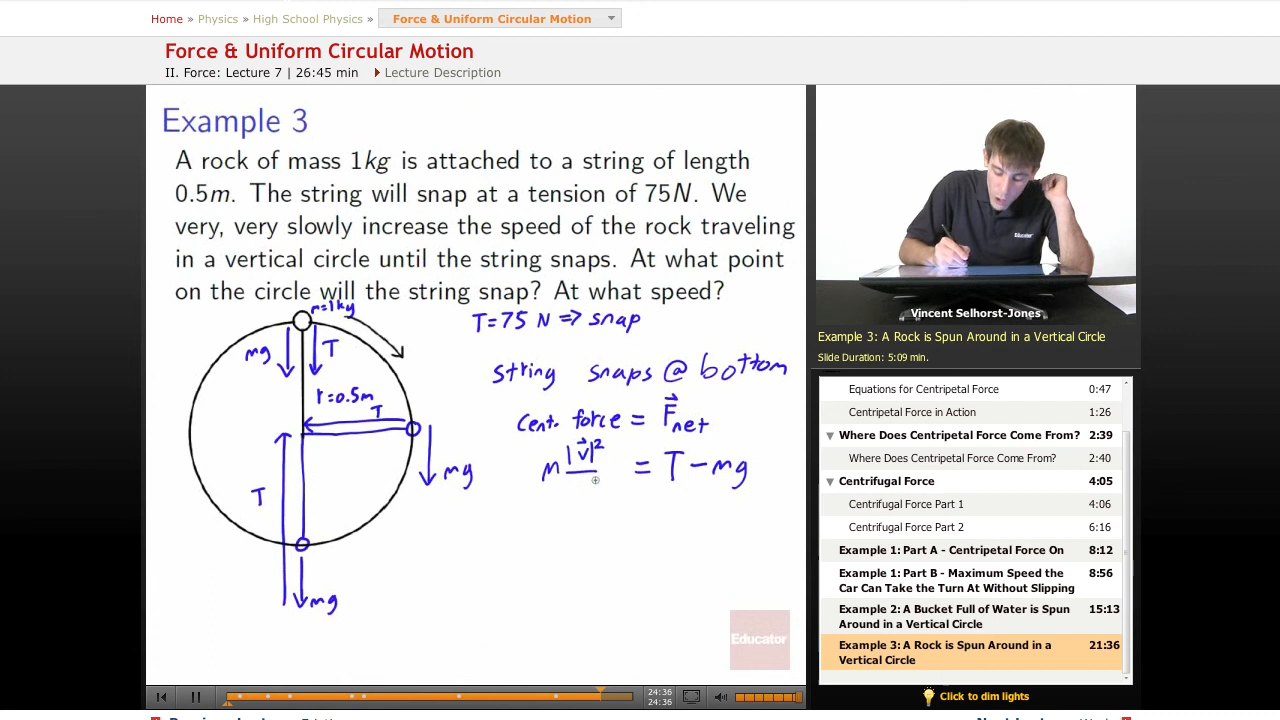 Home » Physics » High School Physics » Force & Uniform Circular Motion
Force & Uniform Circular Motion
II. Force: Lecture 7 | 26:45 min Lecture Description
Example 3
A rock of mass 1kg is attached to a string of length
0.5m. The string will snap at a tension of 75N. We
very, very slowly increase the speed of the rock traveling
in a vertical circle until the string snaps. At what point
on the circle will the string snap? At what speed?
m=1kg
T=75 N => snap
mg
T
string snaps @ bottom
r=0.5m
T
cent. force = F⃗net
mg
m|v⃗|² = T-mg
T
mg
Educator
24:36
24:36
Educator
Vincent Selhorst-Jones
Example 3: A Rock is Spun Around in a Vertical Circle
Slide Duration: 5:09 min.
Equations for Centripetal Force 0:47
Centripetal Force in Action 1:26
Where Does Centripetal Force Come From? 2:39
Where Does Centripetal Force Come From? 2:40
Centrifugal Force 4:05
Centrifugal Force Part 1 4:06
Centrifugal Force Part 2 6:16
Example 1: Part A - Centripetal Force On 8:12
Example 1: Part B - Maximum Speed the 8:56
Car Can Take the Turn At Without Slipping
Example 2: A Bucket Full of Water is Spun 15:13
Around in a Vertical Circle
Example 3: A Rock is Spun Around in a 21:36
Vertical Circle
Click to dim lights